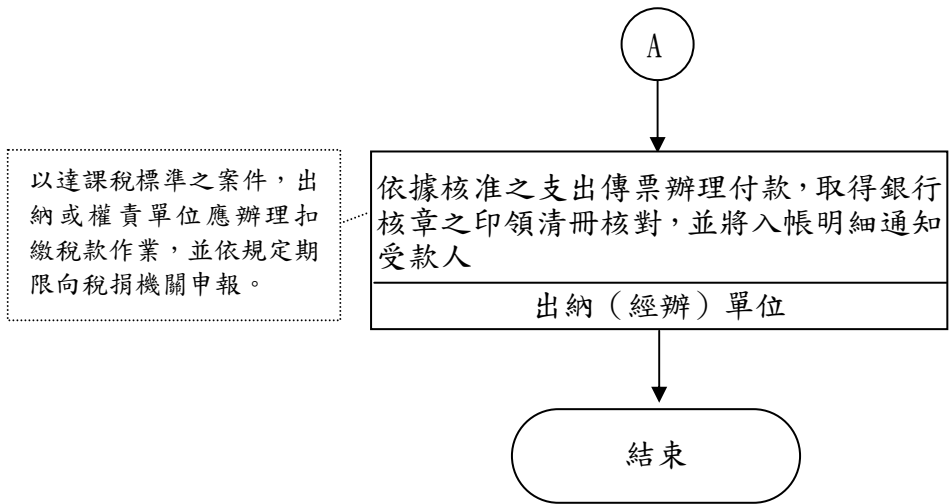 A
以達課稅標準之案件，出
納或權責單位應辦理扣
繳稅款作業，並依規定期
限向稅捐機關申報。
依據核准之支出傳票辦理付款，取得銀行
核章之印領清冊核對，並將入帳明細通知
受款人
出納（經辦）單位
結束